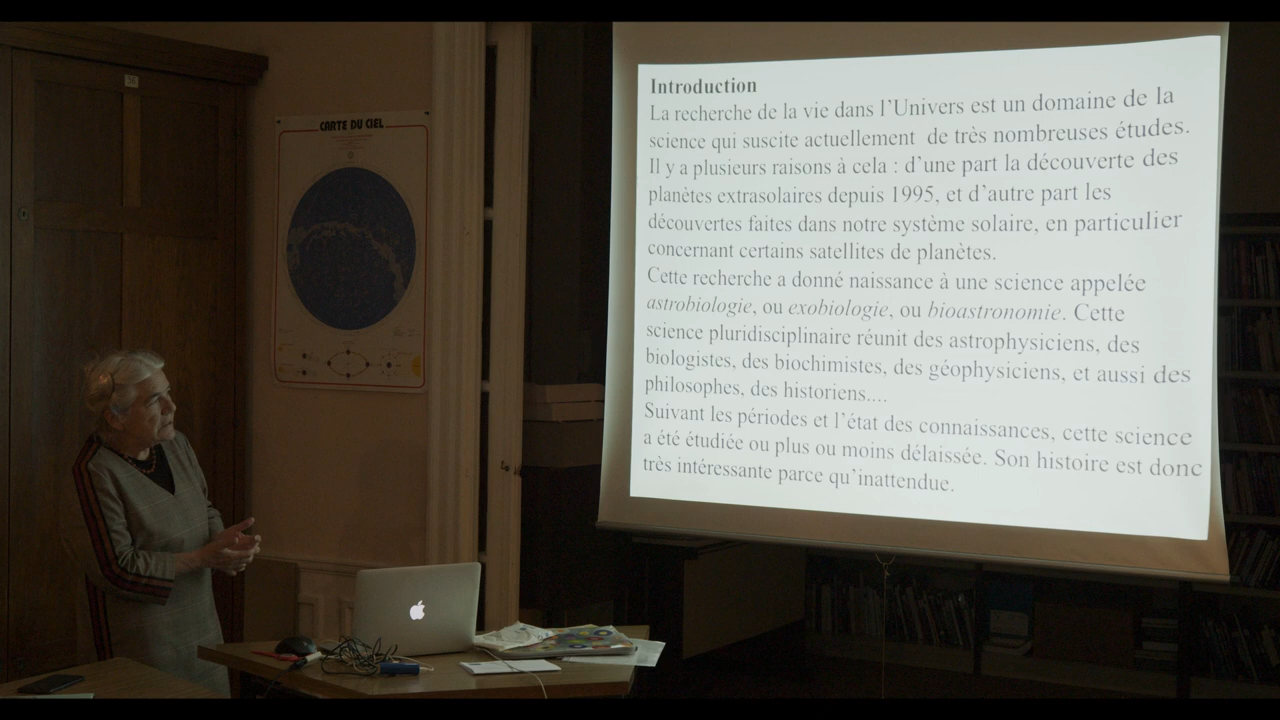 CARTE DU CIEL
Introduction
La recherche de la vie dans l'Univers est un domaine de la
science qui suscite actuellement de très nombreuses études.
Il y a plusieurs raisons à cela : d'une part la découverte des
planètes extrasolaires depuis 1995, et d'autre part les
découvertes faites dans notre système solaire, en particulier
concernant certains satellites de planètes.
Cette recherche a donné naissance à une science appelée
astrobiologie, ou exobiologie, ou bioastronomie. Cette
science pluridisciplinaire réunit des astrophysiciens, des
biologistes, des biochimistes, des géophysiciens, et aussi des
philosophes, des historiens....
Suivant les périodes et l'état des connaissances, cette science
a été étudiée ou plus ou moins délaissée. Son histoire est donc
très intéressante parce qu'inattendue.